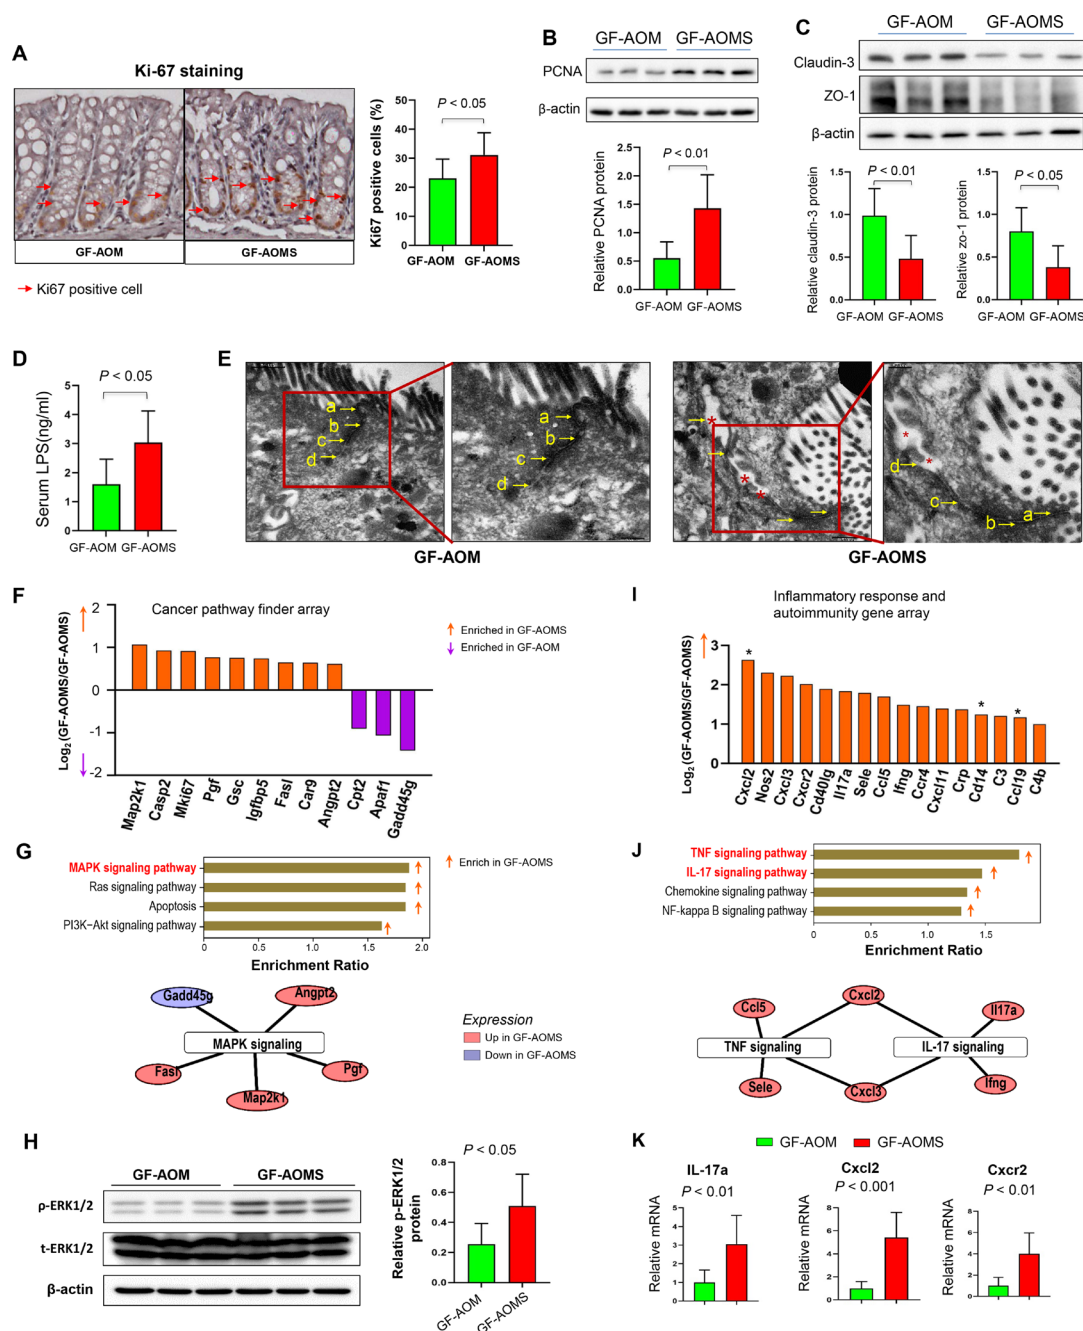 A
Ki-67 staining
GF-AOM
GF-AOMS
Ki67 positive cell
Ki67 positive cells (%)
50
40
30
20
10
0
P < 0.05
GF-AOM GF-AOMS
B
GF-AOM GF-AOMS
PCNA
β-actin
Relative PCNA protein
2.5
2.0
1.5
1.0
0.5
0.0
P < 0.01
GF-AOM GF-AOMS
C
GF-AOM GF-AOMS
Claudin-3
ZO-1
β-actin
Relative claudin-3 protein
1.5
1.0
0.5
0.0
P < 0.01
GF-AOM GF-AOMS
Relative zo-1 protein
1.5
1.0
0.5
0.0
P < 0.05
GF-AOM GF-AOMS
D
P < 0.05
Serum LPS(ng/ml)
5
4
3
2
1
0
GF-AOM GF-AOMS
E
a
b
c
d
a
b
c
d
GF-AOM
* * *
* *
d
c
b
a
GF-AOMS
F
Cancer pathway finder array
Log2 (GF-AOMS/GF-AOMS)
2
1
0
-1
-2
Enriched in GF-AOMS
Enriched in GF-AOM
Map2k1 Casp2 Mki67 Pgf Gsc Igfbp5 Fasl Car9 Angpt2 Cpt2 Apaf1 Gadd45g
G
MAPK signaling pathway
Ras signaling pathway
Apoptosis
PI3K-Akt signaling pathway
0 0.5 1.0 1.5 2.0
Enrichment Ratio
Enrich in GF-AOMS
Gadd45g
Angpt2
MAPK signaling
Fasl
Map2k1
Pgf
Expression
Up in GF-AOMS
Down in GF-AOMS
H
GF-AOM GF-AOMS
p-ERK1/2
t-ERK1/2
β-actin
Relative p-ERK1/2
protein
P < 0.05
0.8
0.6
0.4
0.2
0.0
GF-AOM GF-AOMS
I
Inflammatory response and
autoimmunity gene array
Log2 (GF-AOMS/GF-AOMS)
3
2
1
0
* * *
Cxcl2 Nos2 Cxcl3 Cxcr2 Cd40lg Il17a Sele Ccl5 Ifng Ccr4 Cxcl11 Crp Cd14 C3 Ccl19 C4b
J
TNF signaling pathway
IL-17 signaling pathway
Chemokine signaling pathway
NF-kappa B signaling pathway
0 0.5 1.0 1.5
Enrichment Ratio
Ccl5
Cxcl2
Il17a
TNF signaling
IL-17 signaling
Sele
Cxcl3
Ifng
K
GF-AOM GF-AOMS
IL-17a
P < 0.01
Relative mRNA
5
4
3
2
1
0
Cxcl2
P < 0.001
Relative mRNA
8
6
4
2
0
Cxcr2
P < 0.01
Relative mRNA
8
6
4
2
0